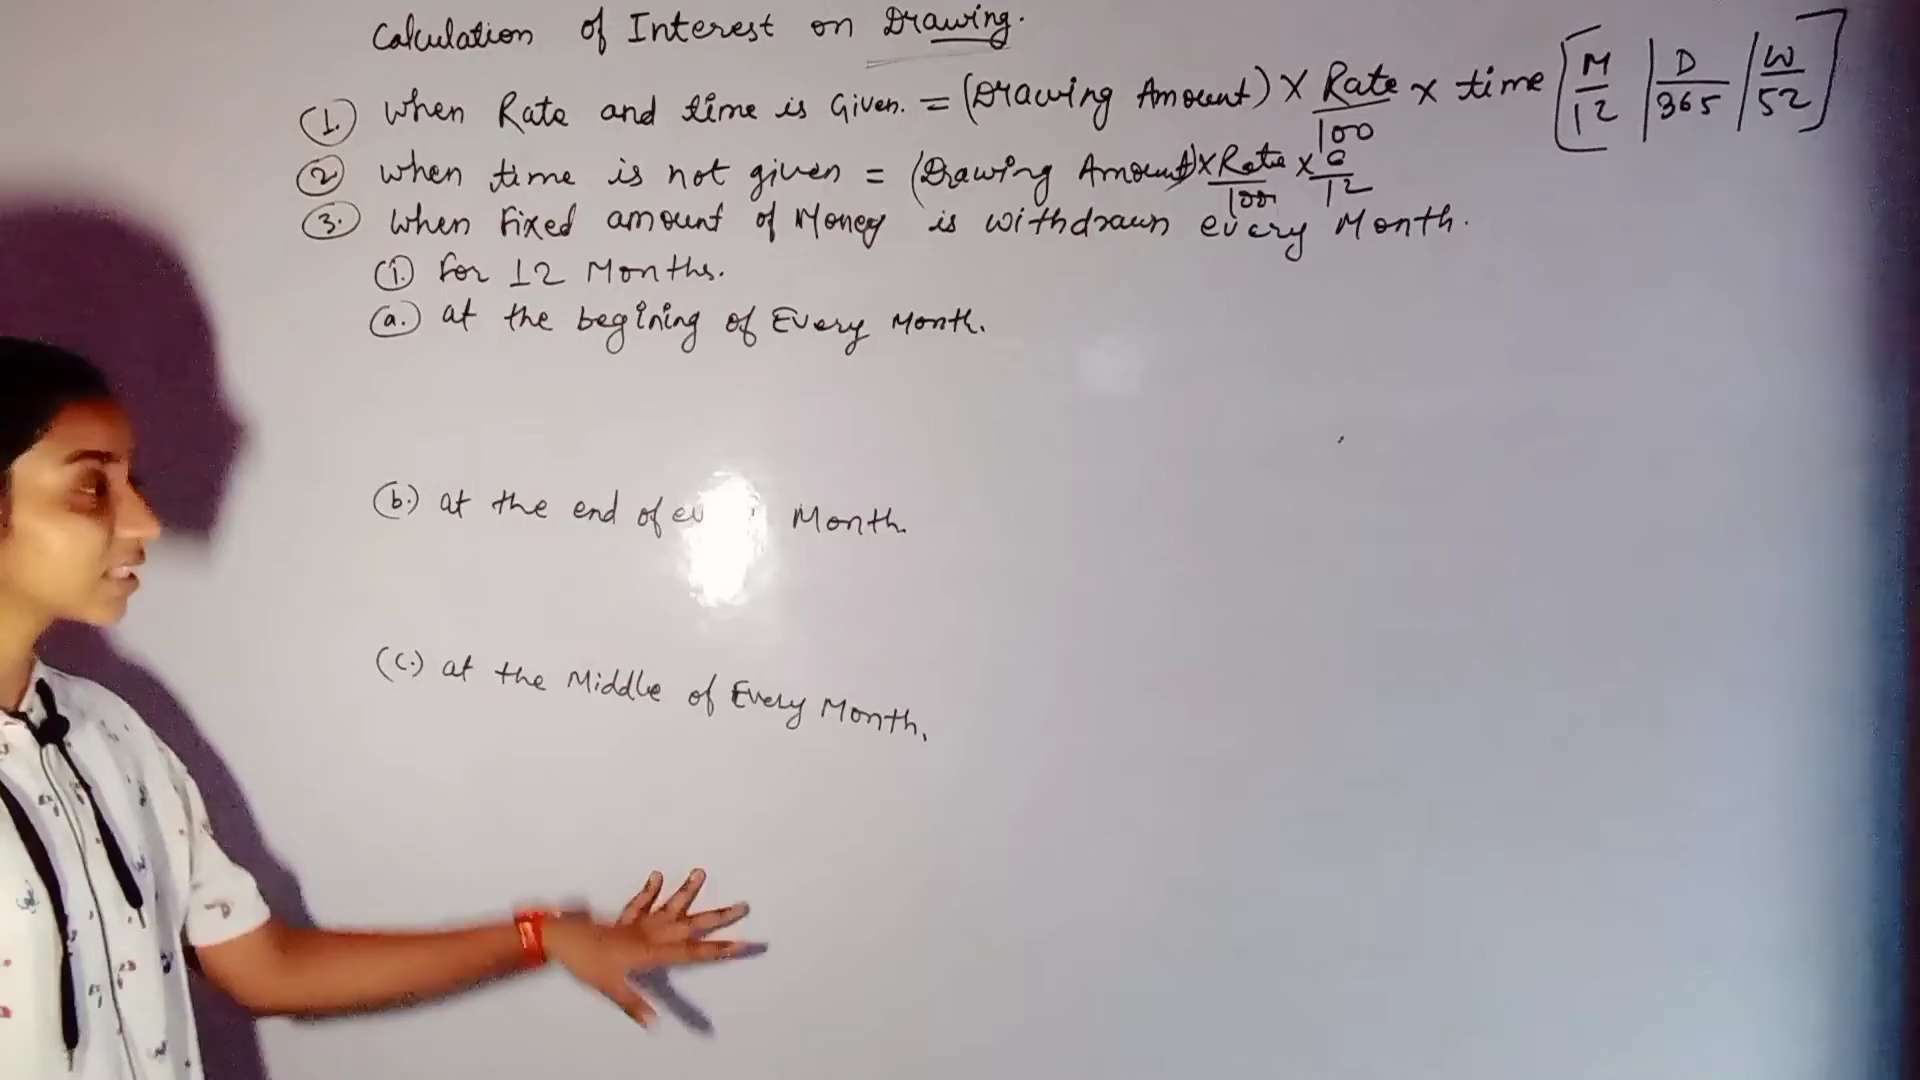 Calculation of Interest on Drawing.
(1.) when Rate and time is Given. = (Drawing Amount) × Rate/100 × time [M/12 | D/365 | W/52]
(2) when time is not given = (Drawing Amount) × Rate/100 × 6/12
(3.) when Fixed amount of Money is withdrawn every Month.
(i.) For 12 Months.
(a.) at the begining of Every Month.
(b.) at the end of Month.
(c.) at the Middle of Every Month.